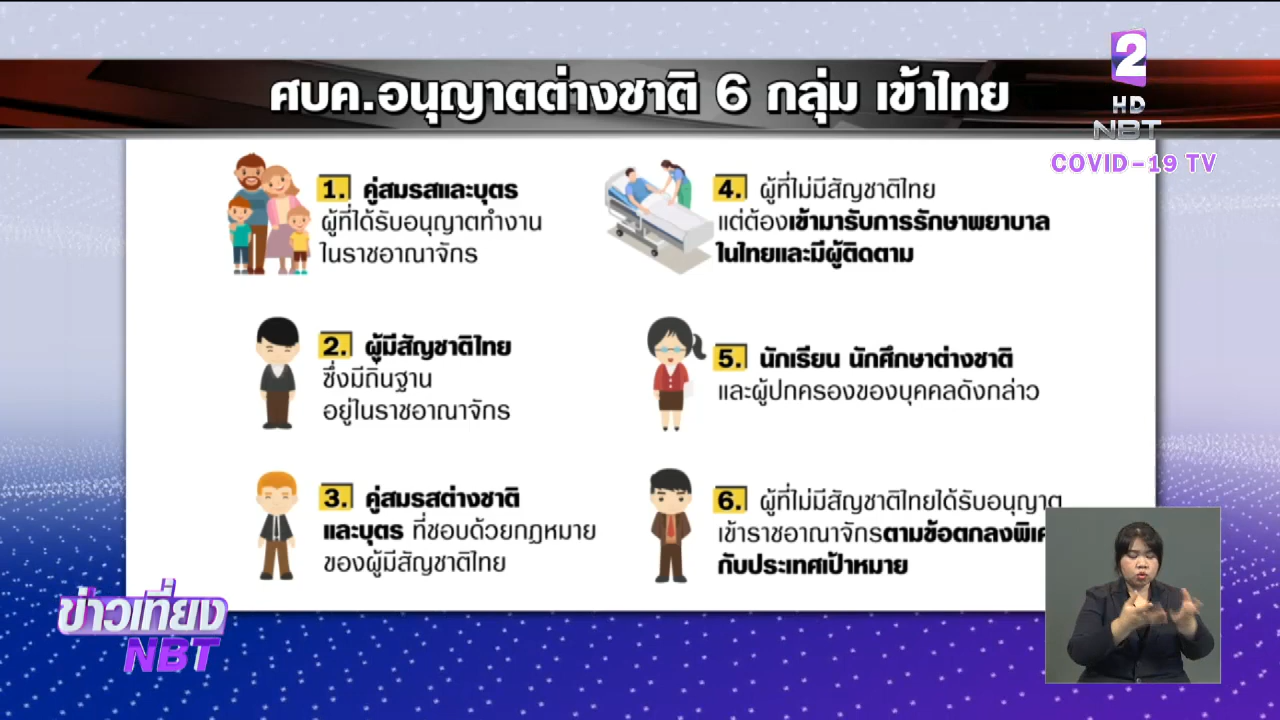 ศบค.อนุญาตต่างชาติ 6 กลุ่ม เข้าไทย
2
HD
NBT
COVID-19 TV
1. คู่สมรสและบุตร
ผู้ที่ได้รับอนุญาตทำงาน
ในราชอาณาจักร
2. ผู้มีสัญชาติไทย
ซึ่งมีถิ่นฐาน
อยู่ในราชอาณาจักร
3. คู่สมรสต่างชาติ
และบุตร ที่ชอบด้วยกฎหมาย
ของผู้มีสัญชาติไทย
4. ผู้ที่ไม่มีสัญชาติไทย
แต่ต้องเข้ามารับการรักษาพยาบาล
ในไทยและมีผู้ติดตาม
5. นักเรียน นักศึกษาต่างชาติ
และผู้ปกครองของบุคคลดังกล่าว
6. ผู้ที่ไม่มีสัญชาติไทยได้รับอนุญาต
เข้าราชอาณาจักรตามข้อตกลง
กับประเทศเป้าหมาย
ข่าวเที่ยง
NBT